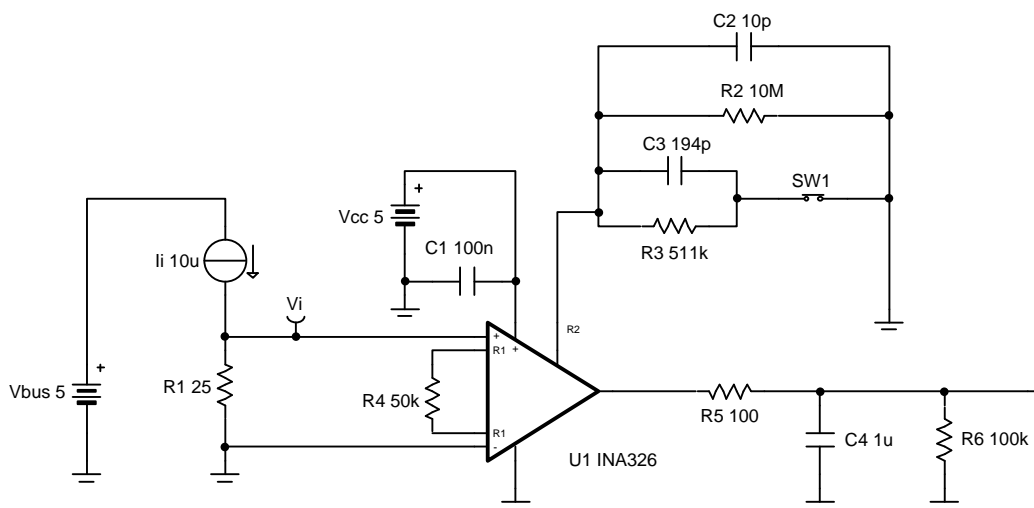 C2 10p
R2 10M
C3 194p
SW1
R3 511k
+
Vcc 5
C1 100n
Ii 10u
Vi
R2
+
R1
+
+
Vbus 5
R1 25
R4 50k
R1
-
U1 INA326
R5 100
C4 1u
R6 100k